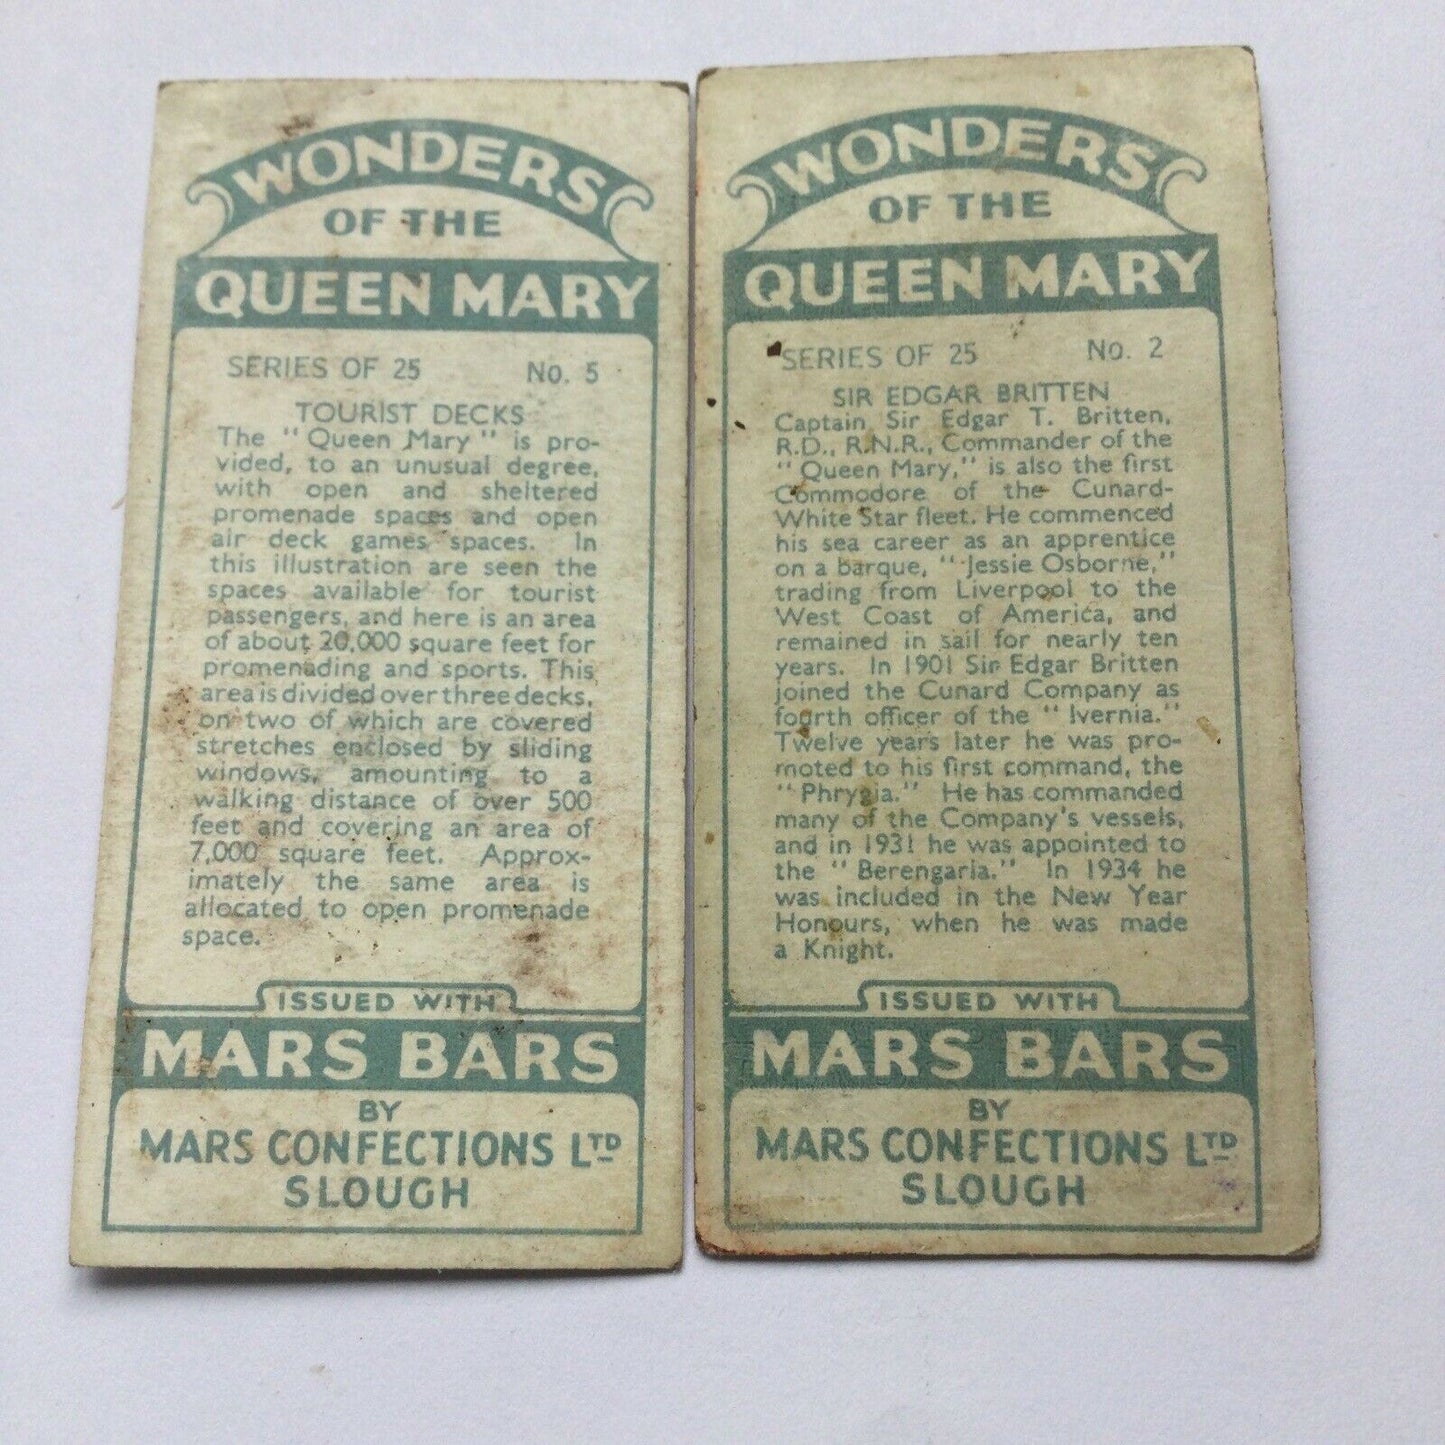 WONDERS
OF THE
QUEEN MARY
SERIES OF 25 No. 5
TOURIST DECKS
The "Queen Mary" is pro-
vided, to an unusual degree,
with open and sheltered
promenade spaces and open
air deck games spaces. In
this illustration are seen the
spaces available for tourist
passengers, and here is an area
of about 20,000 square feet for
promenading and sports. This
area is divided over three decks,
on two of which are covered
stretches enclosed by sliding
windows, amounting to a
walking distance of over 500
feet and covering an area of
7,000 square feet. Approx-
imately the same area is
allocated to open promenade
space.
ISSUED WITH
MARS BARS
BY
MARS CONFECTIONS LTD
SLOUGH
WONDERS
OF THE
QUEEN MARY
SERIES OF 25 No. 2
SIR EDGAR BRITTEN
Captain Sir Edgar T. Britten,
R.D., R.N.R., Commander of the
"Queen Mary," is also the first
Commodore of the Cunard-
White Star fleet. He commenced
his sea career as an apprentice
on a barque, "Jessie Osborne,"
trading from Liverpool to the
West Coast of America, and
remained in sail for nearly ten
years. In 1901 Sir Edgar Britten
joined the Cunard Company as
fourth officer of the "Ivernia."
Twelve years later he was pro-
moted to his first command, the
"Phrygia." He has commanded
many of the Company's vessels,
and in 1931 he was appointed to
the "Berengaria." In 1934 he
was included in the New Year
Honours, when he was made
a Knight.
ISSUED WITH
MARS BARS
BY
MARS CONFECTIONS LTD
SLOUGH